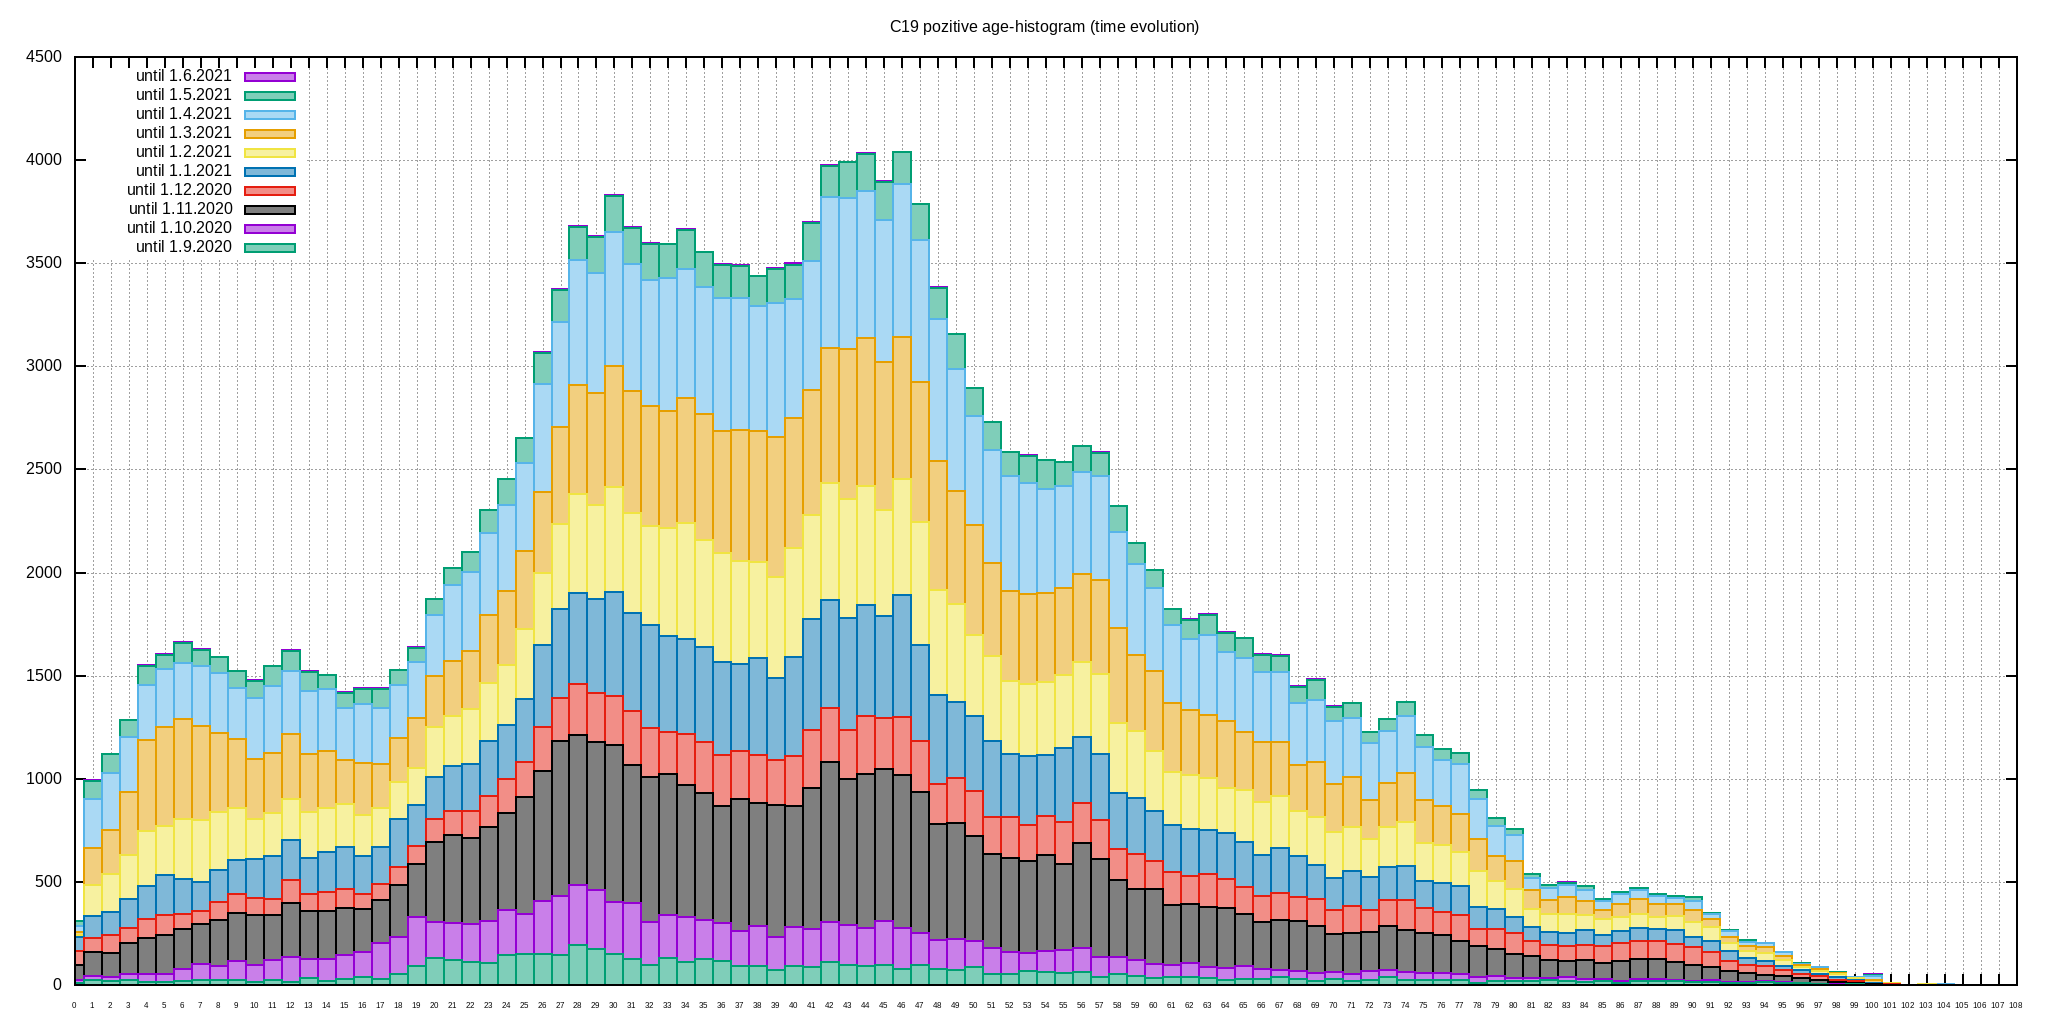 C19 pozitive age-histogram (time evolution)
4500
4000
3500
3000
2500
2000
1500
1000
500
0
until 1.6.2021
until 1.5.2021
until 1.4.2021
until 1.3.2021
until 1.2.2021
until 1.1.2021
until 1.12.2020
until 1.11.2020
until 1.10.2020
until 1.9.2020
0 1 2 3 4 5 6 7 8 9 10 11 12 13 14 15 16 17 18 19 20 21 22 23 24 25 26 27 28 29 30 31 32 33 34 35 36 37 38 39 40 41 42 43 44 45 46 47 48 49 50 51 52 53 54 55 56 57 58 59 60 61 62 63 64 65 66 67 68 69 70 71 72 73 74 75 76 77 78 79 80 81 82 83 84 85 86 87 88 89 90 91 92 93 94 95 96 97 98 99 100 101 102 103 104 105 106 107 108